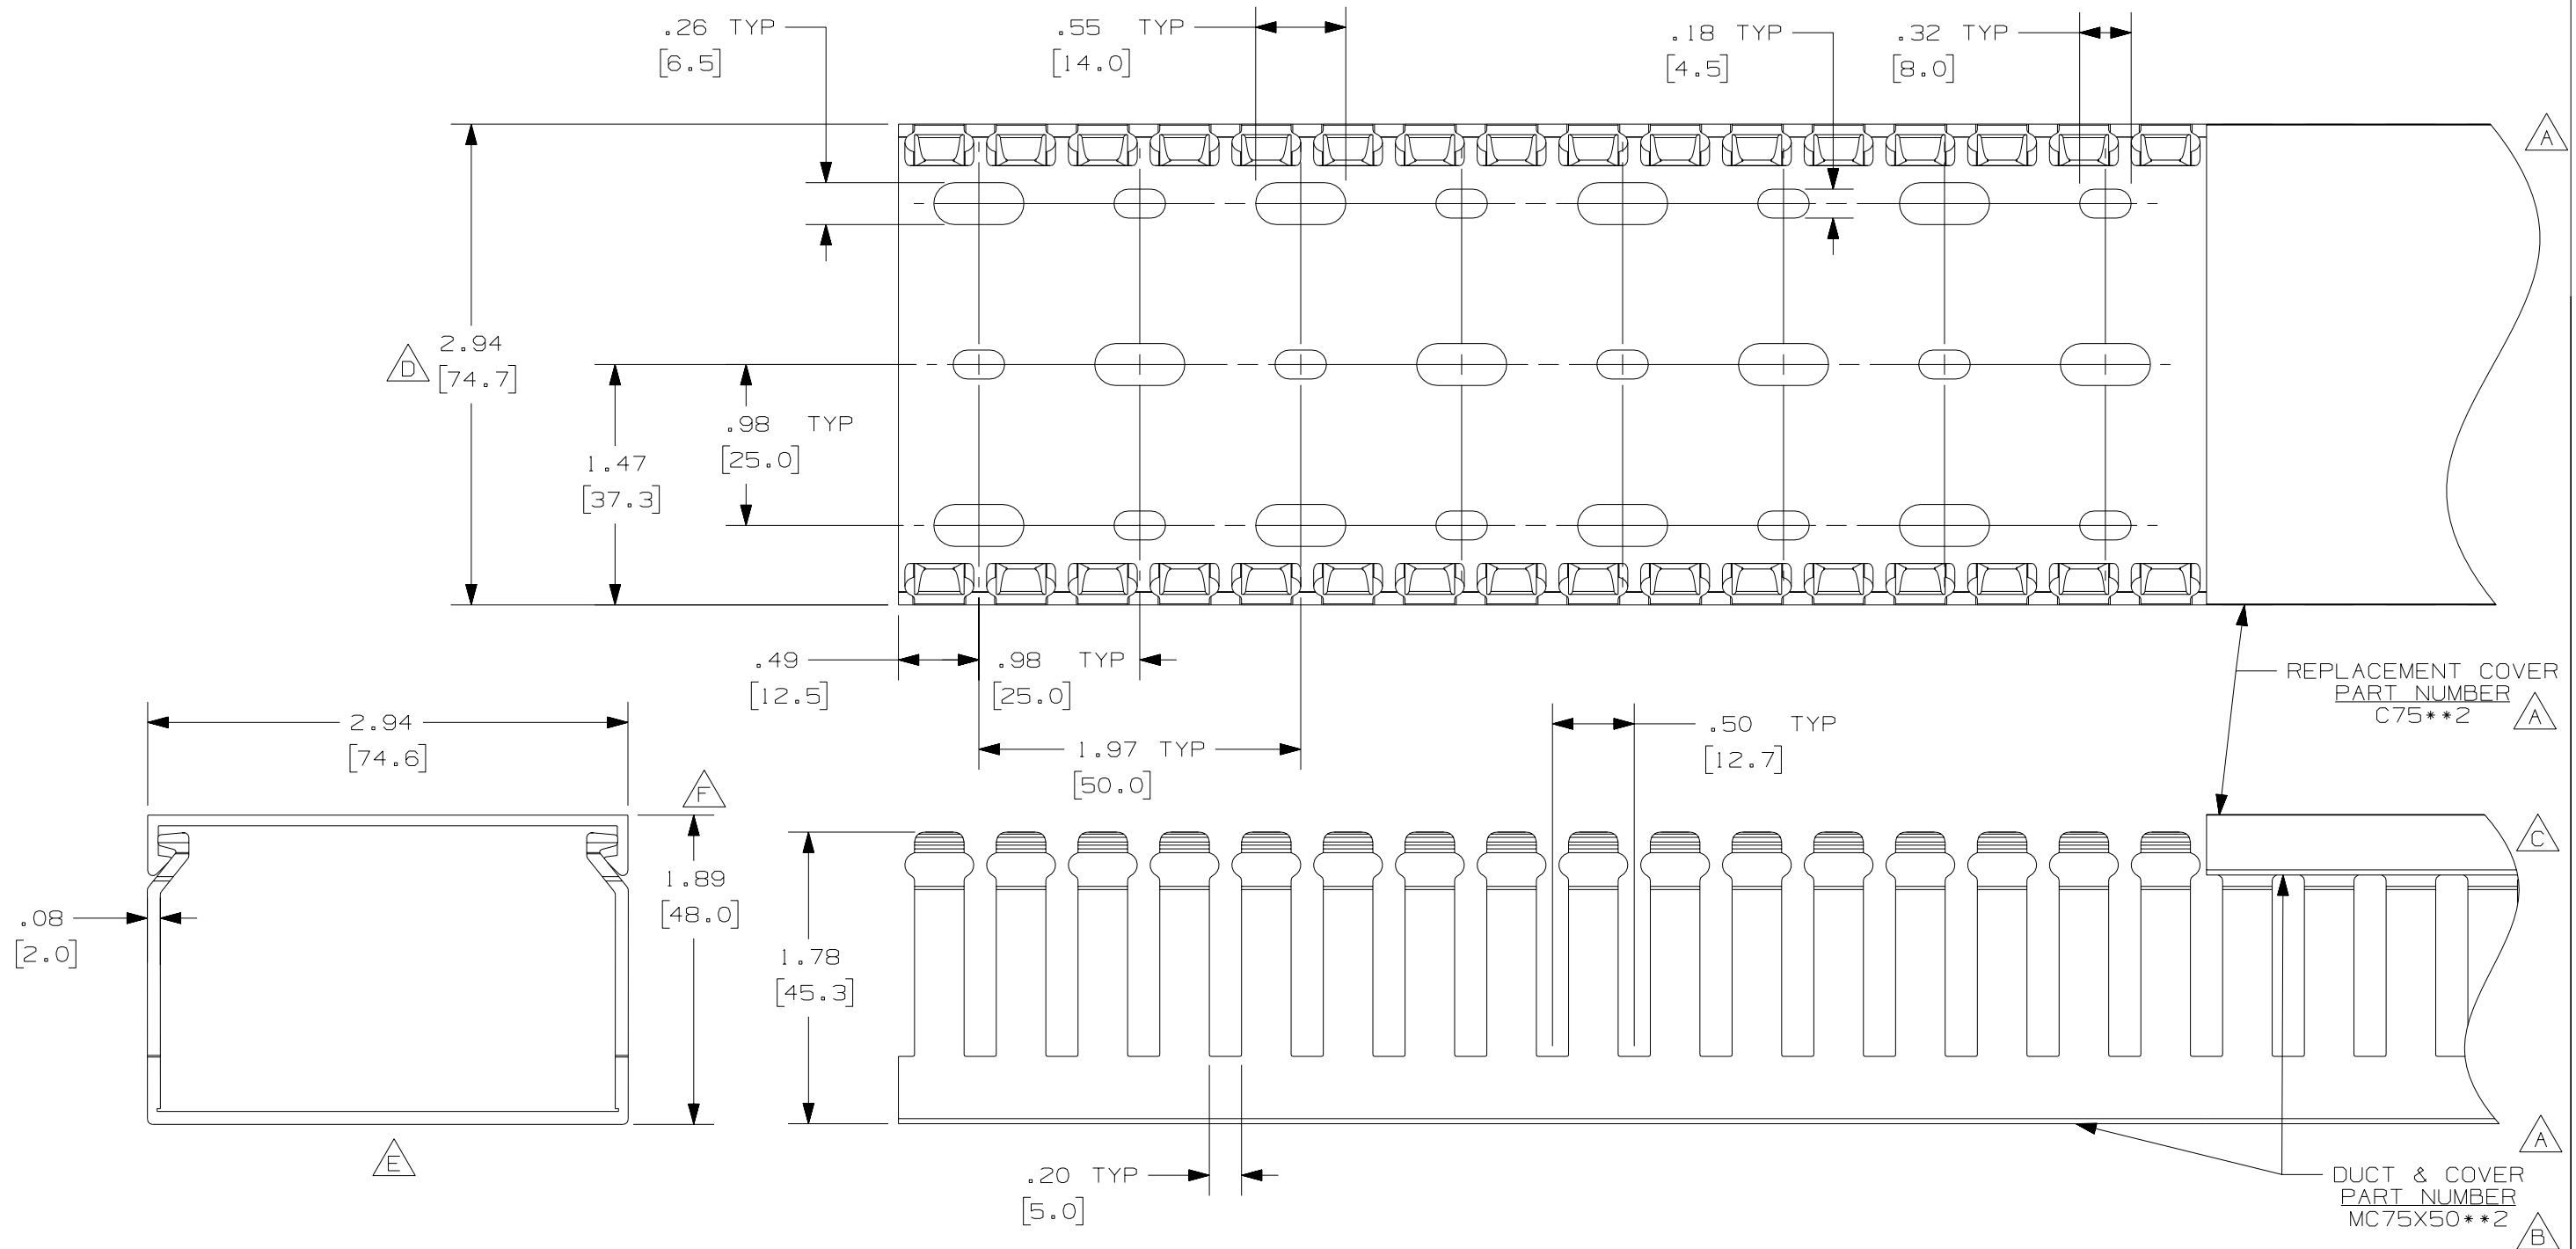 .26 TYP
[6.5]
.55 TYP
[14.0]
.18 TYP
[4.5]
.32 TYP
[8.0]
A
D
2.94
[74.7]
.98 TYP
[25.0]
1.47
[37.3]
.49
[12.5]
.98 TYP
[25.0]
REPLACEMENT COVER
PART NUMBER
C75**2
A
2.94
[74.6]
1.97 TYP
[50.0]
.50 TYP
[12.7]
F
C
1.89
[48.0]
.08
[2.0]
1.78
[45.3]
E
.20 TYP
[5.0]
A
DUCT & COVER
PART NUMBER
MC75X50**2
B